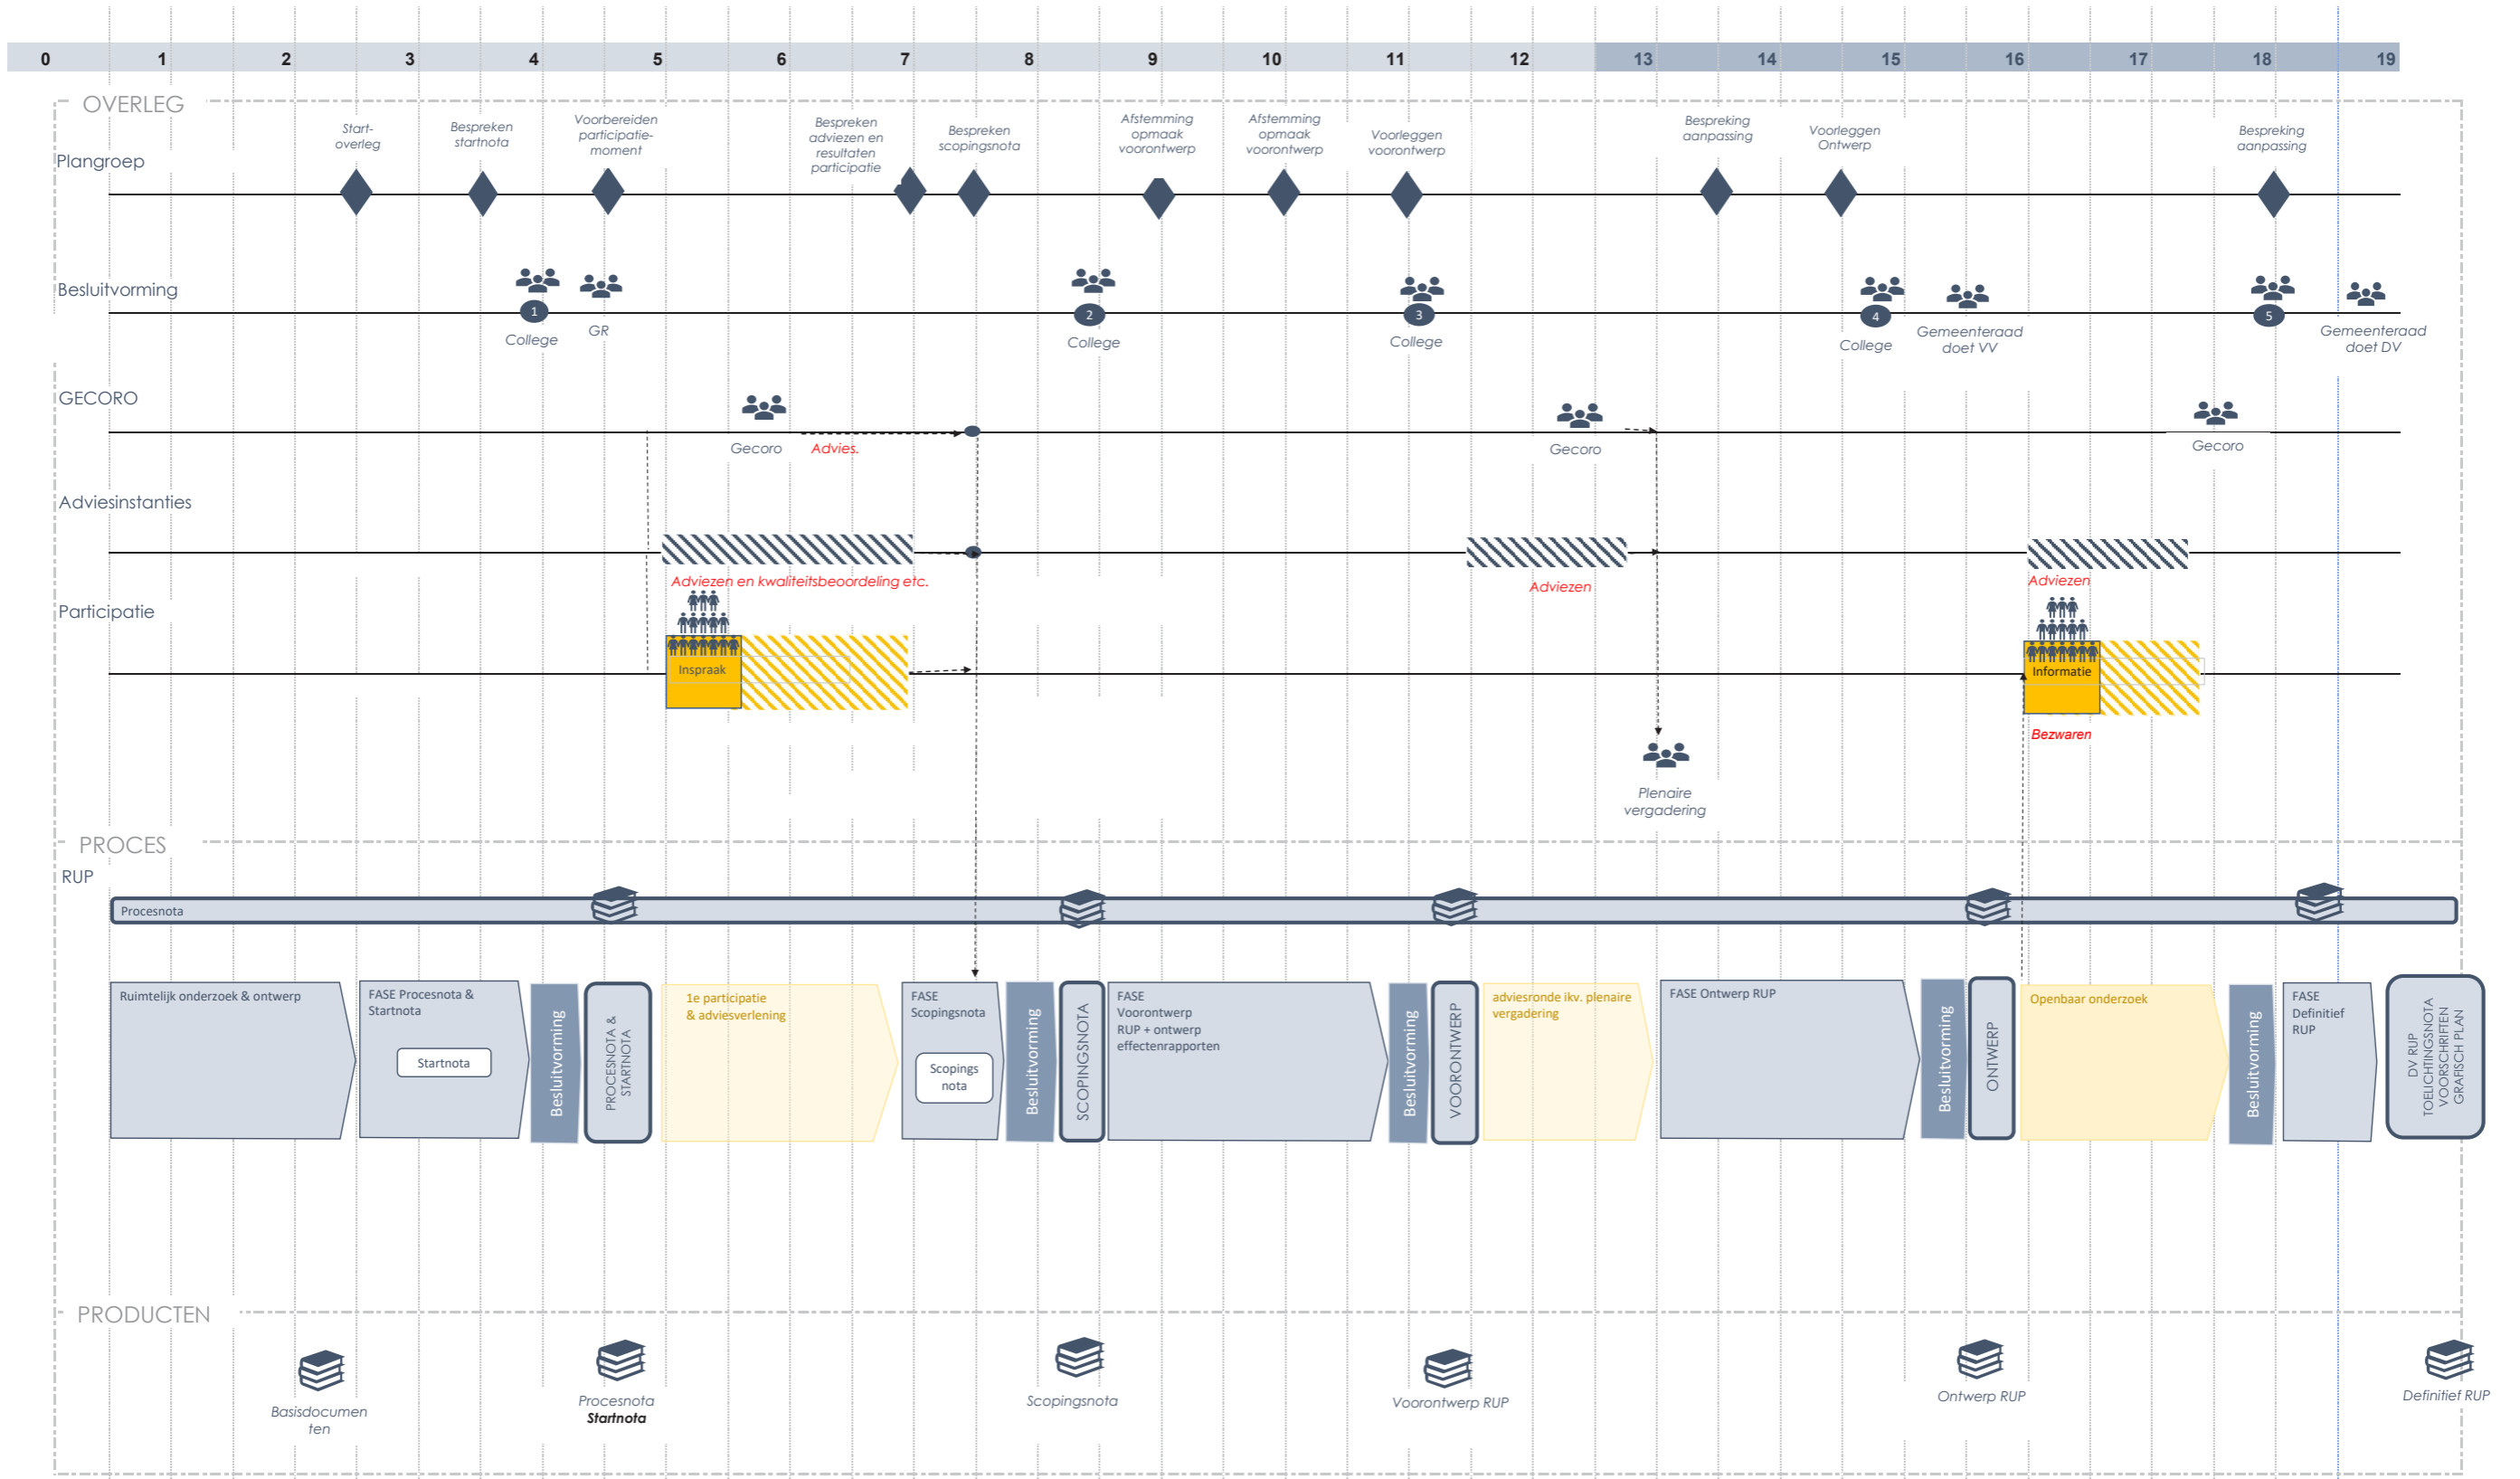 0 1 2 3 4 5 6 7 8 9 10 11 12 13 14 15 16 17 18 19
OVERLEG
Plangroep
Start-
overleg
Bespreken
startnota
Voorbereiden
participatie-
moment
Bespreken
adviezen en
resultaten
participatie
Bespreken
scopingsnota
Afstemming
opmaak
voorontwerp
Afstemming
opmaak
voorontwerp
Voorleggen
voorontwerp
Bespreking
aanpassing
Voorleggen
Ontwerp
Bespreking
aanpassing
Besluitvorming
1
College
GR
2
College
3
College
4
College
Gemeenteraad
doet VV
5
Gemeenteraad
doet DV
GECORO
Gecoro
Advies.
Gecoro
Gecoro
Adviesinstanties
Adviezen en kwaliteitsbeoordeling etc.
Adviezen
Adviezen
Participatie
Inspraak
Informatie
Bezwaren
Plenaire
vergadering
PROCES
RUP
Procesnota
Ruimtelijk onderzoek & ontwerp
FASE Procesnota &
Startnota
Startnota
Besluitvorming
PROCESNOTA &
STARTNOTA
1e participatie
& adviesverlening
FASE
Scopingsnota
Scopings
nota
Besluitvorming
SCOPINGSNOTA
FASE
Voorontwerp
RUP + ontwerp
effectenrapporten
Besluitvorming
VOORONTWERP
adviesronde ikv. plenaire
vergadering
FASE Ontwerp RUP
Besluitvorming
ONTWERP
Openbaar onderzoek
Besluitvorming
FASE
Definitief
RUP
DV RUP
TOELICHTINGSNOTA
VOORSCHRIFTEN
GRAFISCH PLAN
PRODUCTEN
Basisdocumen
ten
Procesnota
Startnota
Scopingsnota
Voorontwerp RUP
Ontwerp RUP
Definitief RUP